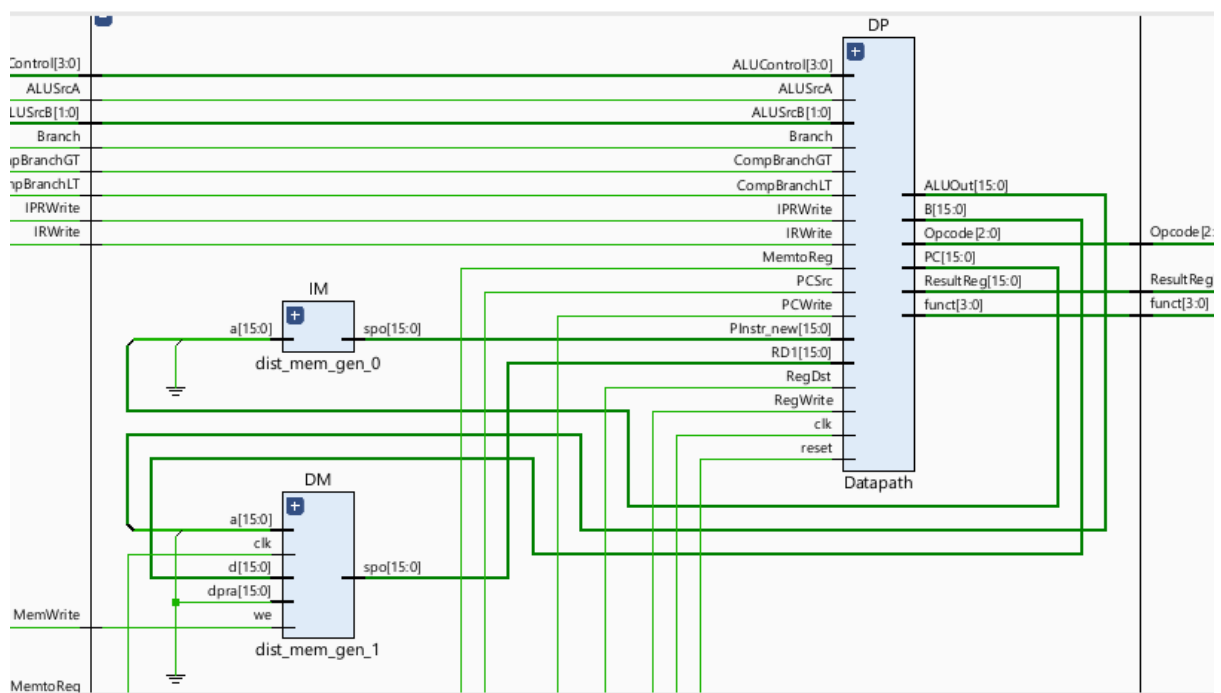 DP
Control[3:0]
ALUSrcA
LUSrcB[1:0]
Branch
pBranchGT
pBranchLT
IPRWrite
IRWrite
ALUControl[3:0]
ALUSrcA
ALUSrcB[1:0]
Branch
CompBranchGT
CompBranchLT
IPRWrite
IRWrite
MemtoReg
PCSrc
PCWrite
PInstr_new[15:0]
RD1[15:0]
RegDst
RegWrite
clk
reset
Datapath
ALUOut[15:0]
B[15:0]
Opcode[2:0]
PC[15:0]
ResultReg[15:0]
funct[3:0]
Opcode[2:
ResultReg
funct[3:0]
IM
a[15:0]
spo[15:0]
dist_mem_gen_0
DM
a[15:0]
clk
d[15:0]
dpra[15:0]
we
spo[15:0]
dist_mem_gen_1
MemWrite
MemtoReg